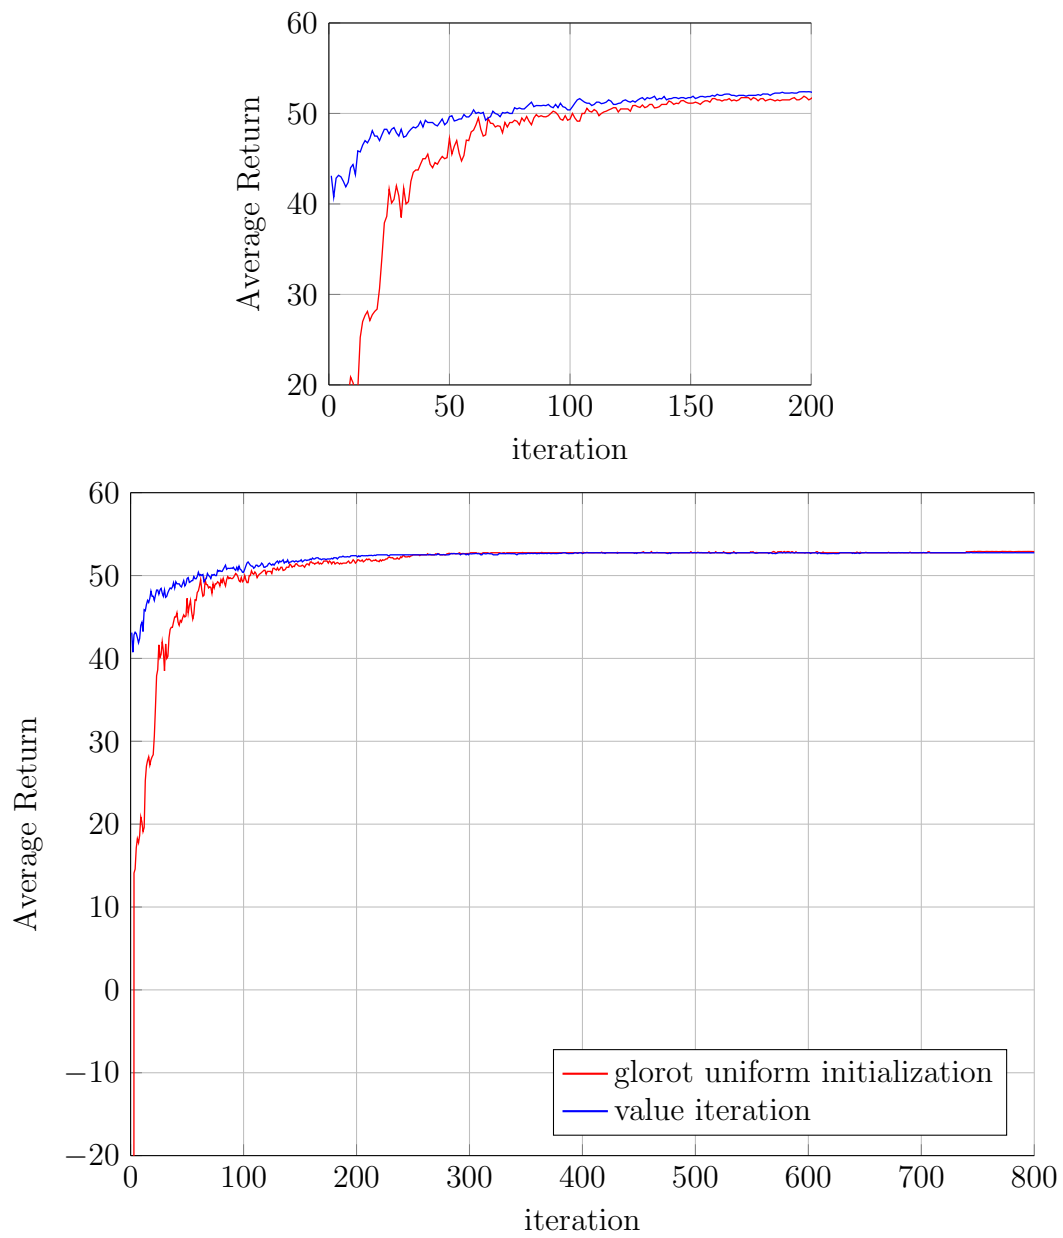 60
50
40
30
20
Average Return
0 50 100 150 200
iteration
60
50
40
30
20
10
0
−10
−20
Average Return
glorot uniform initialization
value iteration
0 100 200 300 400 500 600 700 800
iteration